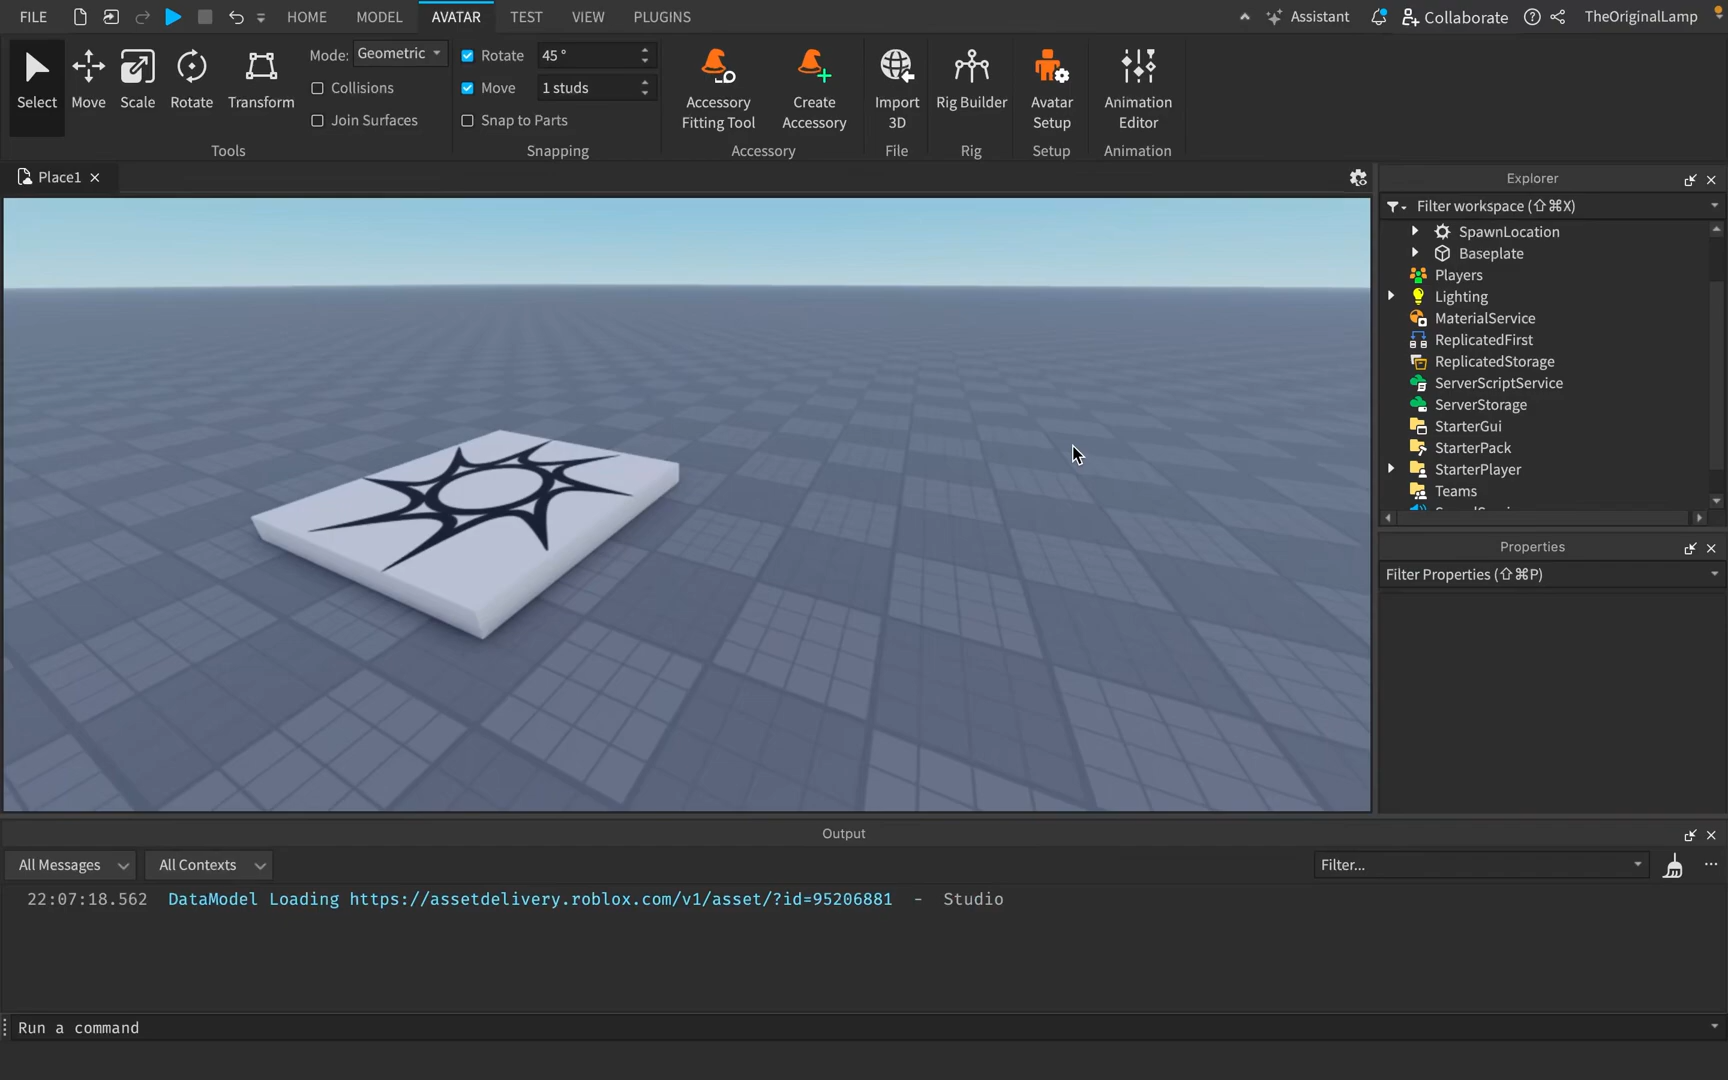 FILE HOME MODEL AVATAR TEST VIEW PLUGINS Assistant Collaborate TheOriginalLamp
Select Move Scale Rotate Transform
Mode: Geometric
Collisions
Join Surfaces
Tools
Rotate 45 °
Move 1 studs
Snap to Parts
Snapping
Accessory Fitting Tool
Create Accessory
Accessory
Import 3D
File
Rig Builder
Rig
Avatar Setup
Setup
Animation Editor
Animation
Place1
Explorer
Filter workspace (⇧⌘X)
SpawnLocation
Baseplate
Players
Lighting
MaterialService
ReplicatedFirst
ReplicatedStorage
ServerScriptService
ServerStorage
StarterGui
StarterPack
StarterPlayer
Teams
Properties
Filter Properties (⇧⌘P)
Output
All Messages All Contexts Filter...
22:07:18.562 DataModel Loading https://assetdelivery.roblox.com/v1/asset/?id=95206881 - Studio
Run a command